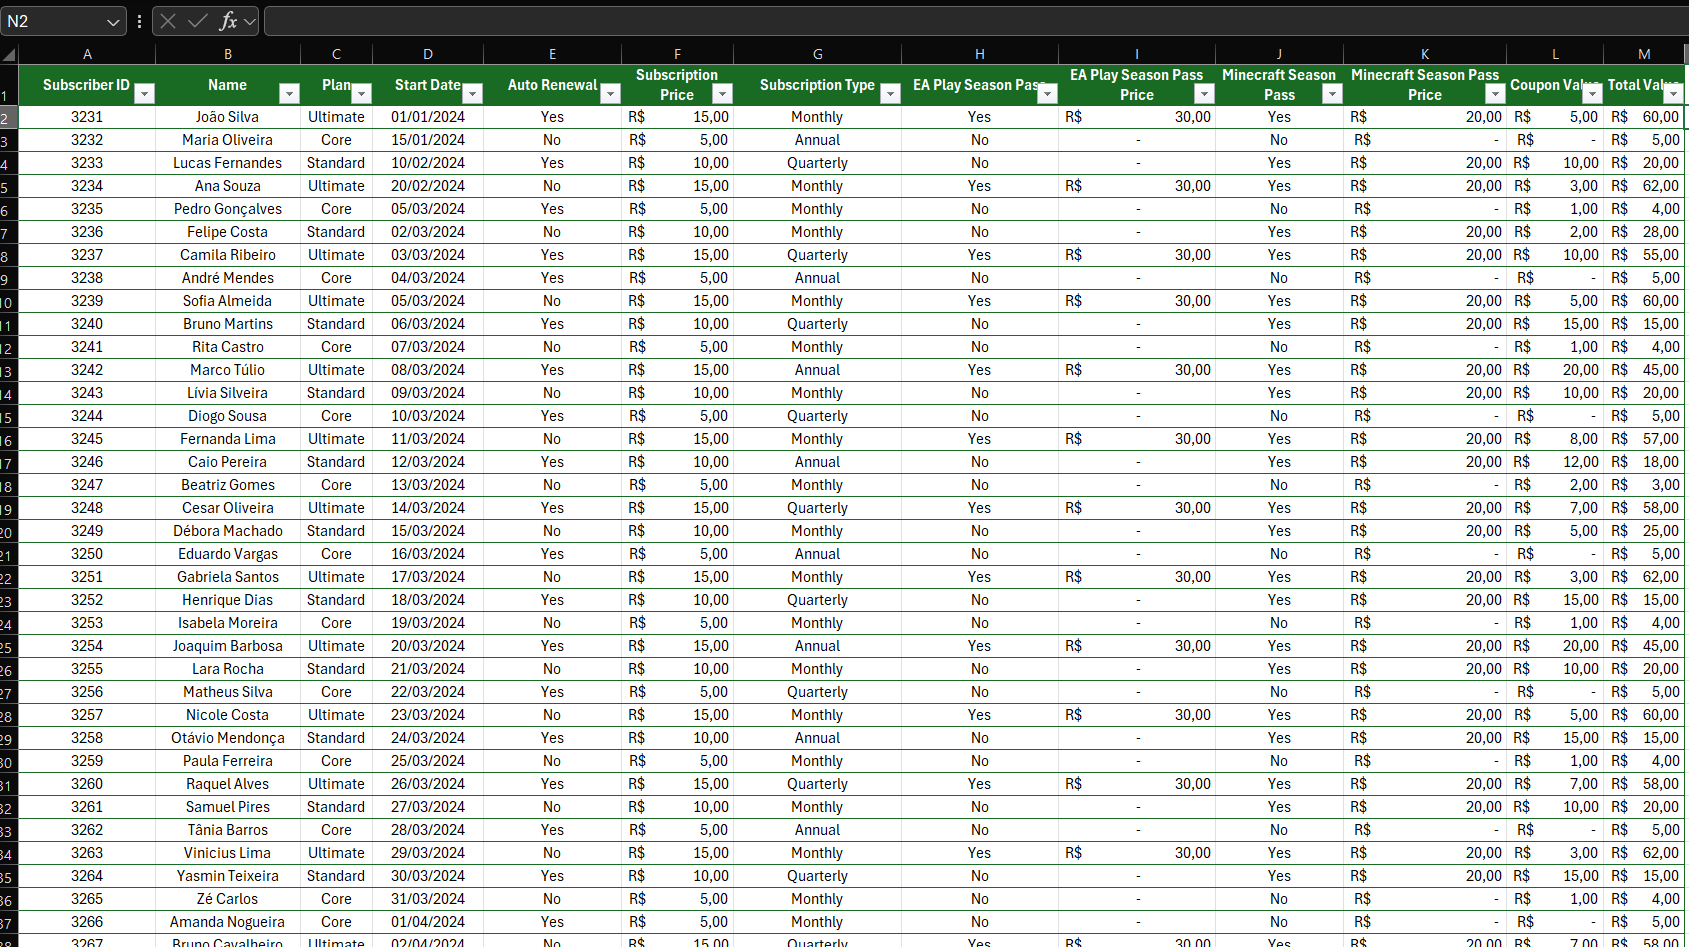 N2 fx
A B C D E F G H I J K L M
1 Subscriber ID Name Plan Start Date Auto Renewal Subscription Price Subscription Type EA Play Season Pas EA Play Season Pass Price Minecraft Season Pass Minecraft Season Pass Price Coupon Val Total Val
2 3231 João Silva Ultimate 01/01/2024 Yes R$ 15,00 Monthly Yes R$ 30,00 Yes R$ 20,00 R$ 5,00 R$ 60,00
3 3232 Maria Oliveira Core 15/01/2024 No R$ 5,00 Annual No - No R$ - R$ - R$ 5,00
4 3233 Lucas Fernandes Standard 10/02/2024 Yes R$ 10,00 Quarterly No - Yes R$ 20,00 R$ 10,00 R$ 20,00
5 3234 Ana Souza Ultimate 20/02/2024 No R$ 15,00 Monthly Yes R$ 30,00 Yes R$ 20,00 R$ 3,00 R$ 62,00
6 3235 Pedro Gonçalves Core 05/03/2024 Yes R$ 5,00 Monthly No - No R$ - R$ 1,00 R$ 4,00
7 3236 Felipe Costa Standard 02/03/2024 No R$ 10,00 Monthly No - Yes R$ 20,00 R$ 2,00 R$ 28,00
8 3237 Camila Ribeiro Ultimate 03/03/2024 Yes R$ 15,00 Quarterly Yes R$ 30,00 Yes R$ 20,00 R$ 10,00 R$ 55,00
9 3238 André Mendes Core 04/03/2024 Yes R$ 5,00 Annual No - No R$ - R$ - R$ 5,00
10 3239 Sofia Almeida Ultimate 05/03/2024 No R$ 15,00 Monthly Yes R$ 30,00 Yes R$ 20,00 R$ 5,00 R$ 60,00
11 3240 Bruno Martins Standard 06/03/2024 Yes R$ 10,00 Quarterly No - Yes R$ 20,00 R$ 15,00 R$ 15,00
12 3241 Rita Castro Core 07/03/2024 No R$ 5,00 Monthly No - No R$ - R$ 1,00 R$ 4,00
13 3242 Marco Túlio Ultimate 08/03/2024 Yes R$ 15,00 Annual Yes R$ 30,00 Yes R$ 20,00 R$ 20,00 R$ 45,00
14 3243 Lívia Silveira Standard 09/03/2024 No R$ 10,00 Monthly No - Yes R$ 20,00 R$ 10,00 R$ 20,00
15 3244 Diogo Sousa Core 10/03/2024 Yes R$ 5,00 Quarterly No - No R$ - R$ - R$ 5,00
16 3245 Fernanda Lima Ultimate 11/03/2024 No R$ 15,00 Monthly Yes R$ 30,00 Yes R$ 20,00 R$ 8,00 R$ 57,00
17 3246 Caio Pereira Standard 12/03/2024 Yes R$ 10,00 Annual No - Yes R$ 20,00 R$ 12,00 R$ 18,00
18 3247 Beatriz Gomes Core 13/03/2024 No R$ 5,00 Monthly No - No R$ - R$ 2,00 R$ 3,00
19 3248 Cesar Oliveira Ultimate 14/03/2024 Yes R$ 15,00 Quarterly Yes R$ 30,00 Yes R$ 20,00 R$ 7,00 R$ 58,00
20 3249 Débora Machado Standard 15/03/2024 No R$ 10,00 Monthly No - Yes R$ 20,00 R$ 5,00 R$ 25,00
21 3250 Eduardo Vargas Core 16/03/2024 Yes R$ 5,00 Annual No - No R$ - R$ - R$ 5,00
22 3251 Gabriela Santos Ultimate 17/03/2024 No R$ 15,00 Monthly Yes R$ 30,00 Yes R$ 20,00 R$ 3,00 R$ 62,00
23 3252 Henrique Dias Standard 18/03/2024 Yes R$ 10,00 Quarterly No - Yes R$ 20,00 R$ 15,00 R$ 15,00
24 3253 Isabela Moreira Core 19/03/2024 No R$ 5,00 Monthly No - No R$ - R$ 1,00 R$ 4,00
25 3254 Joaquim Barbosa Ultimate 20/03/2024 Yes R$ 15,00 Annual Yes R$ 30,00 Yes R$ 20,00 R$ 20,00 R$ 45,00
26 3255 Lara Rocha Standard 21/03/2024 No R$ 10,00 Monthly No - Yes R$ 20,00 R$ 10,00 R$ 20,00
27 3256 Matheus Silva Core 22/03/2024 Yes R$ 5,00 Quarterly No - No R$ - R$ - R$ 5,00
28 3257 Nicole Costa Ultimate 23/03/2024 No R$ 15,00 Monthly Yes R$ 30,00 Yes R$ 20,00 R$ 5,00 R$ 60,00
29 3258 Otávio Mendonça Standard 24/03/2024 Yes R$ 10,00 Annual No - Yes R$ 20,00 R$ 15,00 R$ 15,00
30 3259 Paula Ferreira Core 25/03/2024 No R$ 5,00 Monthly No - No R$ - R$ 1,00 R$ 4,00
31 3260 Raquel Alves Ultimate 26/03/2024 Yes R$ 15,00 Quarterly Yes R$ 30,00 Yes R$ 20,00 R$ 7,00 R$ 58,00
32 3261 Samuel Pires Standard 27/03/2024 No R$ 10,00 Monthly No - Yes R$ 20,00 R$ 10,00 R$ 20,00
33 3262 Tânia Barros Core 28/03/2024 Yes R$ 5,00 Annual No - No R$ - R$ - R$ 5,00
34 3263 Vinicius Lima Ultimate 29/03/2024 No R$ 15,00 Monthly Yes R$ 30,00 Yes R$ 20,00 R$ 3,00 R$ 62,00
35 3264 Yasmin Teixeira Standard 30/03/2024 Yes R$ 10,00 Quarterly No - Yes R$ 20,00 R$ 15,00 R$ 15,00
36 3265 Zé Carlos Core 31/03/2024 No R$ 5,00 Monthly No - No R$ - R$ 1,00 R$ 4,00
37 3266 Amanda Nogueira Core 01/04/2024 Yes R$ 5,00 Monthly No - No R$ - R$ - R$ 5,00
38 3267 Bruno Cavalheiro Ultimate 02/04/2024 No R$ 15,00 Quarterly Yes R$ 30,00 Yes R$ 20,00 R$ 7,00 R$ 58,00